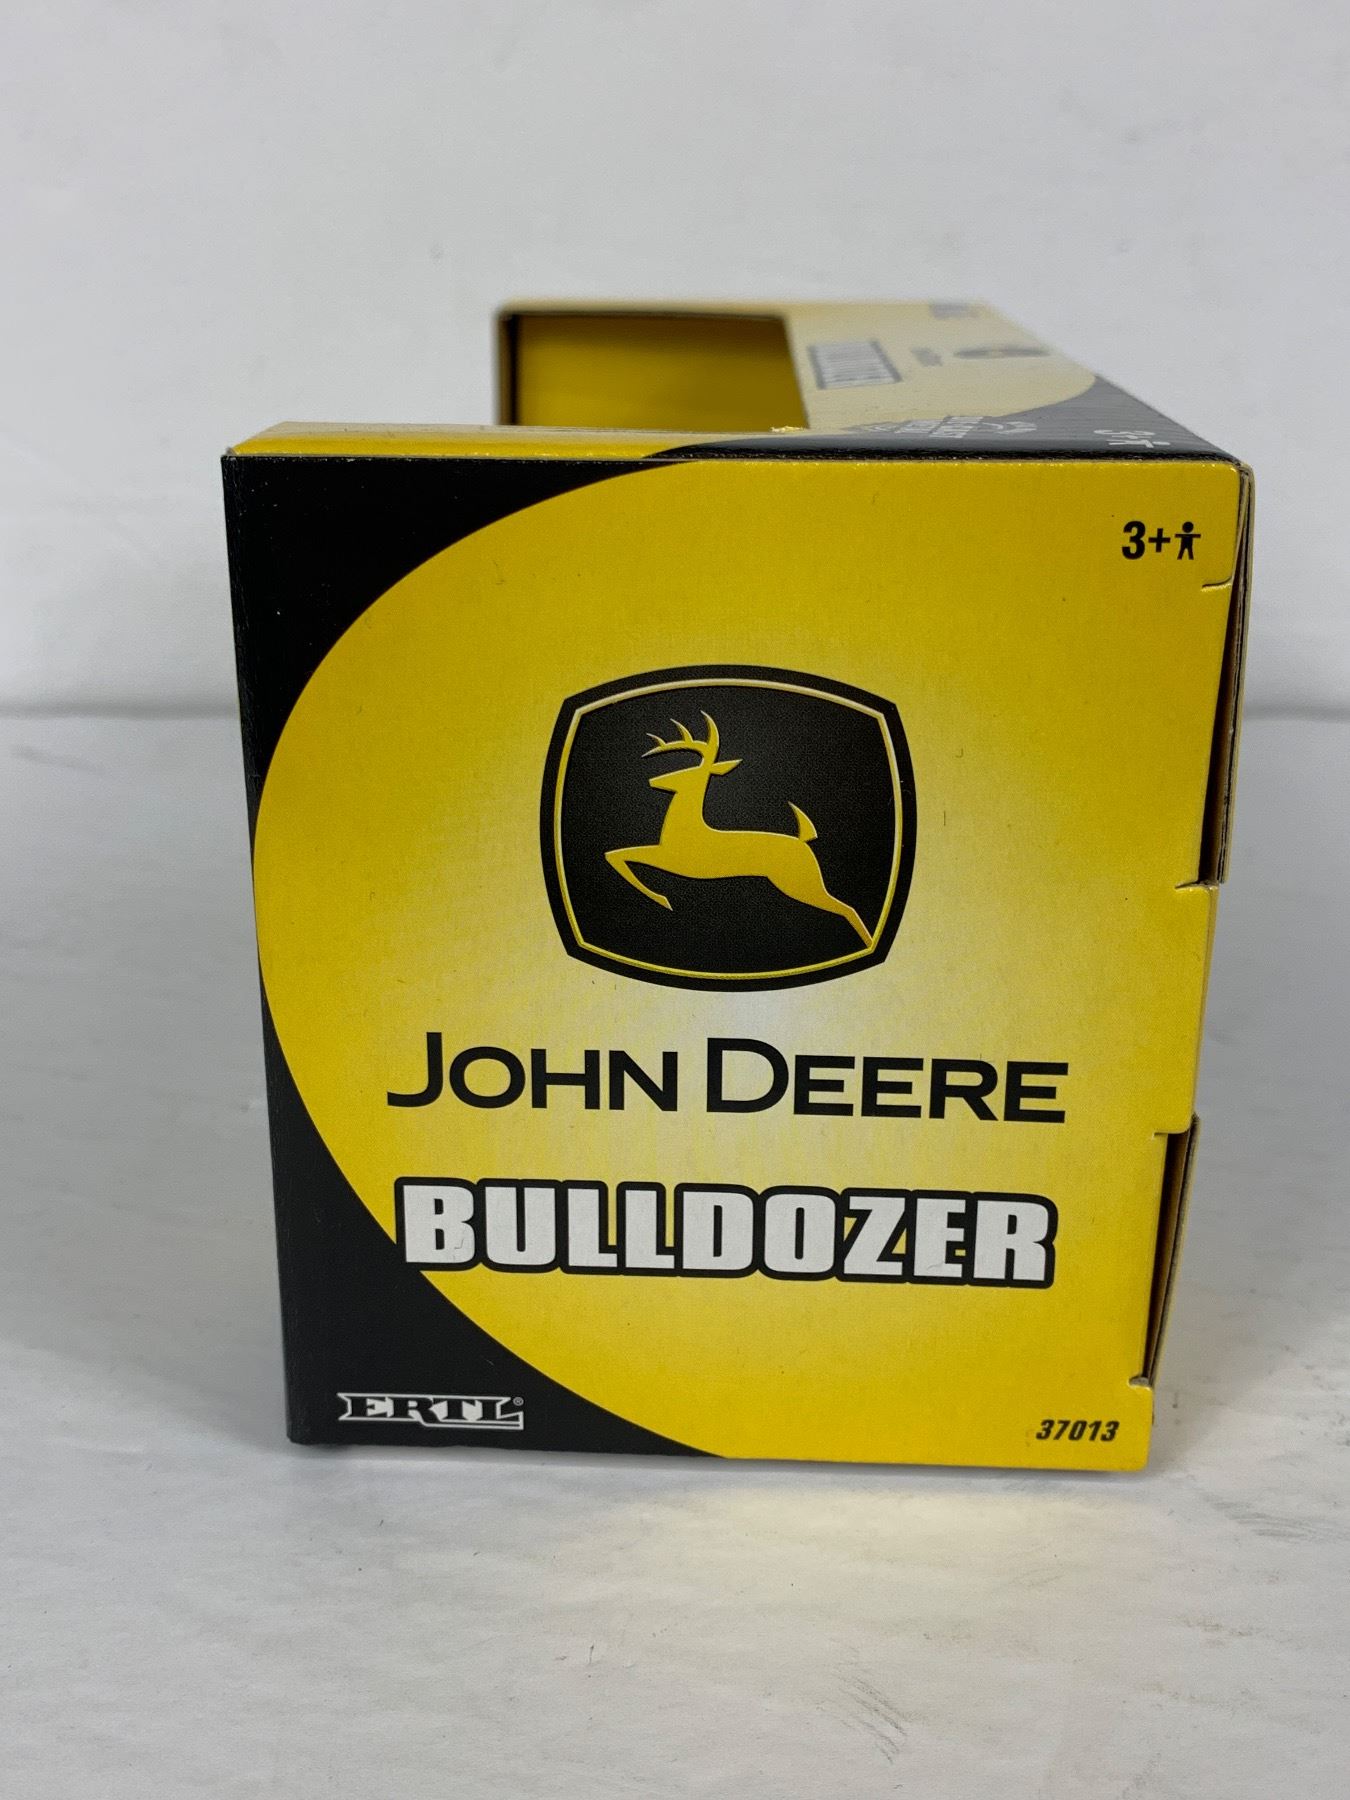 3+
JOHN DEERE
BULLDOZER
ERTL®
37013